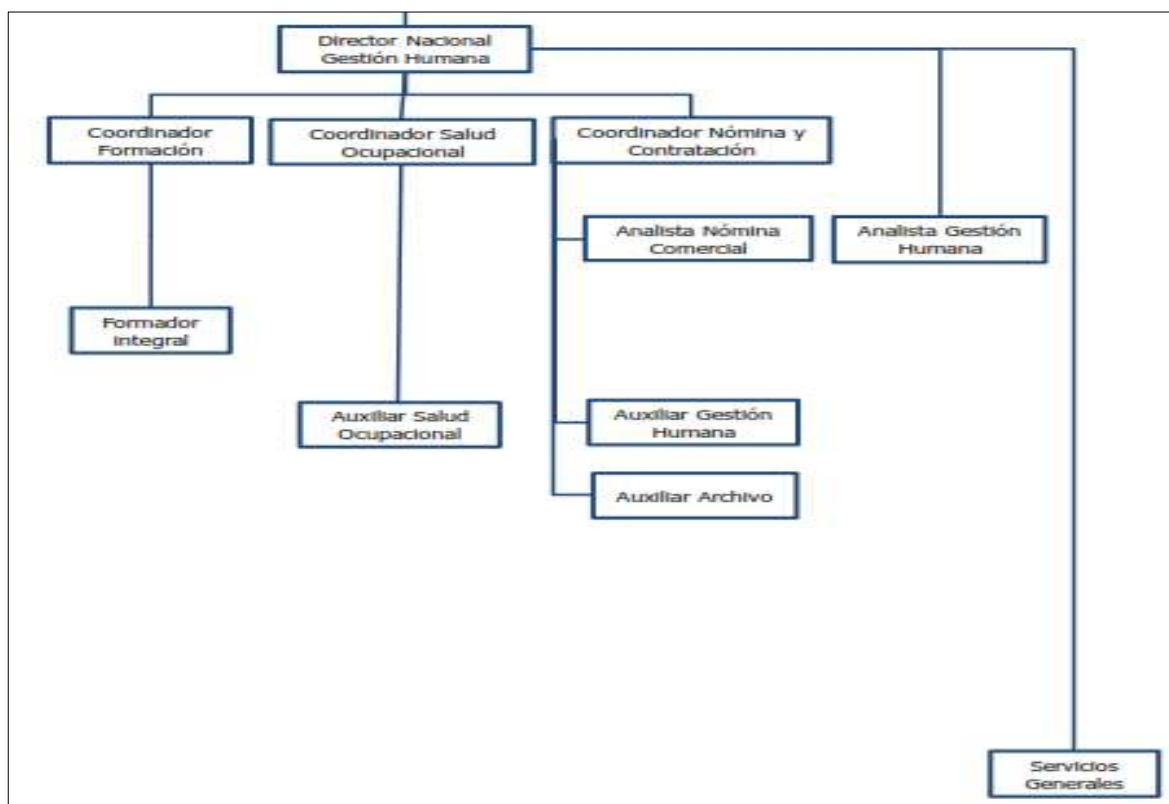 Director Nacional
Gestión Humana
Coordinador
Formación
Coordinador Salud
Ocupacional
Coordinador Nómina y
Contratación
Analista Nómina
Comercial
Analista Gestión
Humana
Formador
Integral
Auxiliar Salud
Ocupacional
Auxiliar Gestión
Humana
Auxiliar Archivo
Servicios
Generales